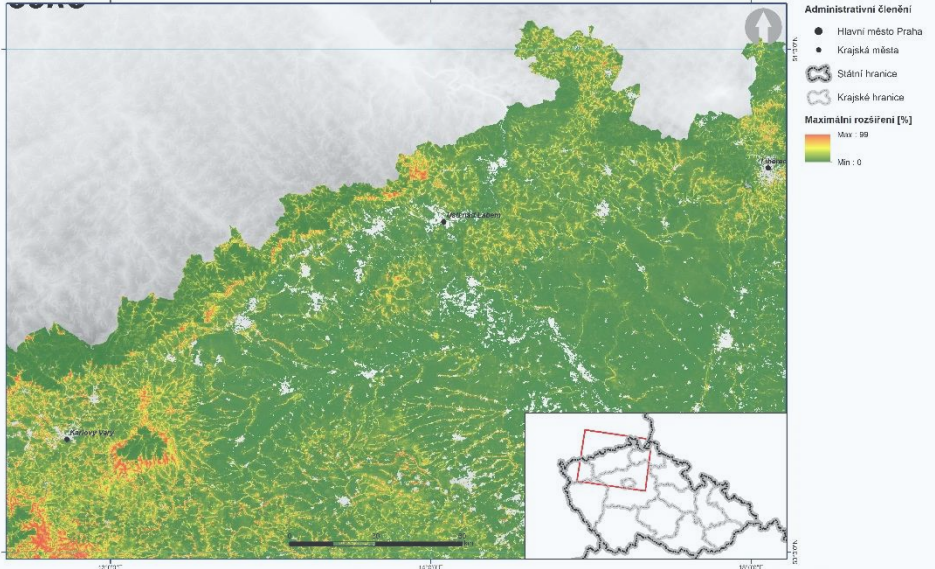 Administrativní členění
Hlavní město Praha
Krajská města
Státní hranice
Krajské hranice
Maximální rozšíření [%]
Max : 99
Min : 0
Ústí nad Labem
Karlovy Vary